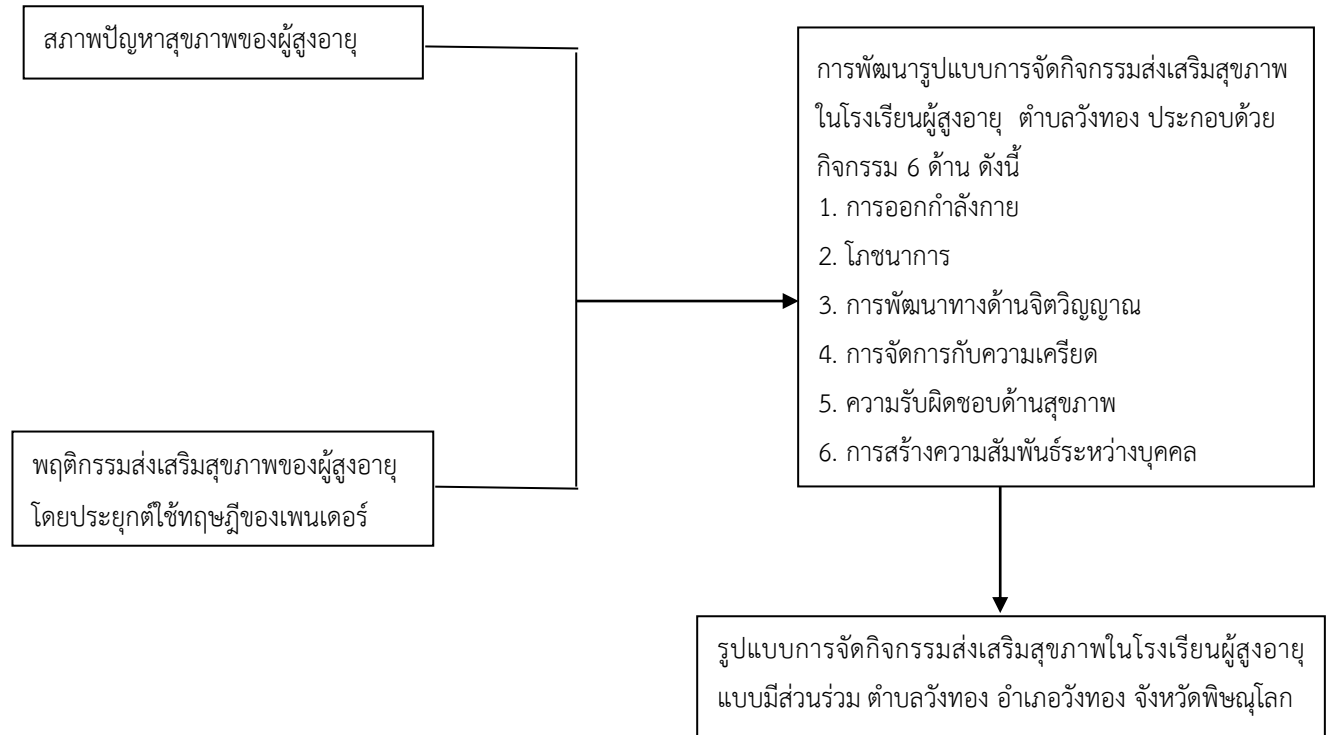 สภาพปัญหาสุขภาพของผู้สูงอายุ
พฤติกรรมส่งเสริมสุขภาพของผู้สูงอายุ
โดยประยุกต์ใช้ทฤษฎีของเพนเดอร์
การพัฒนารูปแบบการจัดกิจกรรมส่งเสริมสุขภาพ
ในโรงเรียนผู้สูงอายุ ตำบลวังทอง ประกอบด้วย
กิจกรรม 6 ด้าน ดังนี้
1. การออกกำลังกาย
2. โภชนาการ
3. การพัฒนาทางด้านจิตวิญญาณ
4. การจัดการกับความเครียด
5. ความรับผิดชอบด้านสุขภาพ
6. การสร้างความสัมพันธ์ระหว่างบุคคล
รูปแบบการจัดกิจกรรมส่งเสริมสุขภาพในโรงเรียนผู้สูงอายุ
แบบมีส่วนร่วม ตำบลวังทอง อำเภอวังทอง จังหวัดพิษณุโลก